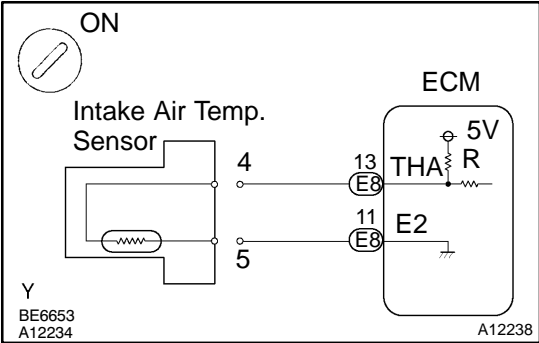 ON
ECM
Intake Air Temp.
Sensor
5V
4
13
THA
R
E8
11
E2
E8
5
Y
BE6653
A12234
A12238